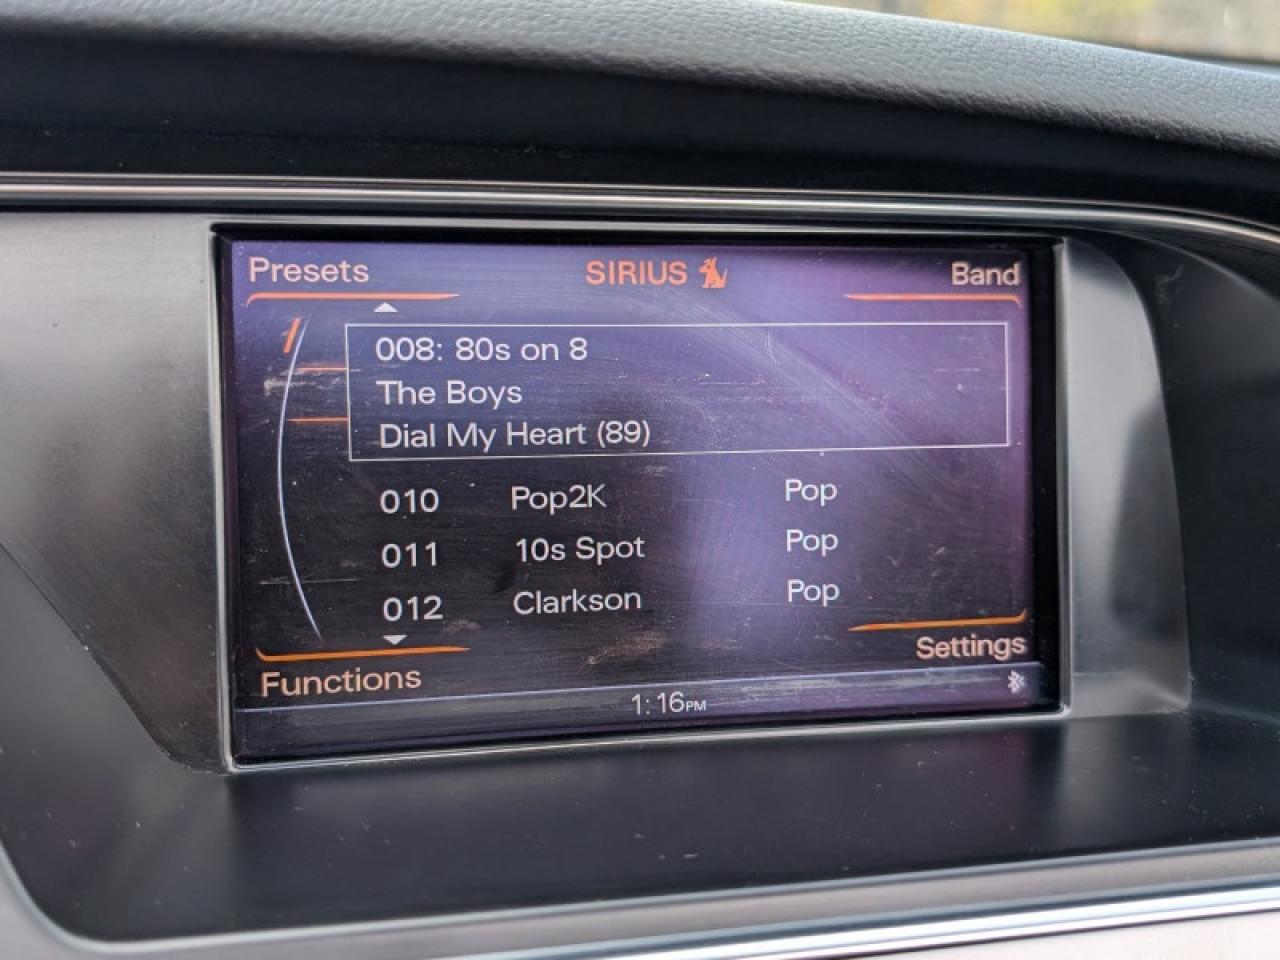 Presets
SIRIUS
Band
008: 80s on 8
The Boys
Dial My Heart (89)
010 Pop2K Pop
011 10s Spot Pop
012 Clarkson Pop
Settings
Functions
1:16PM